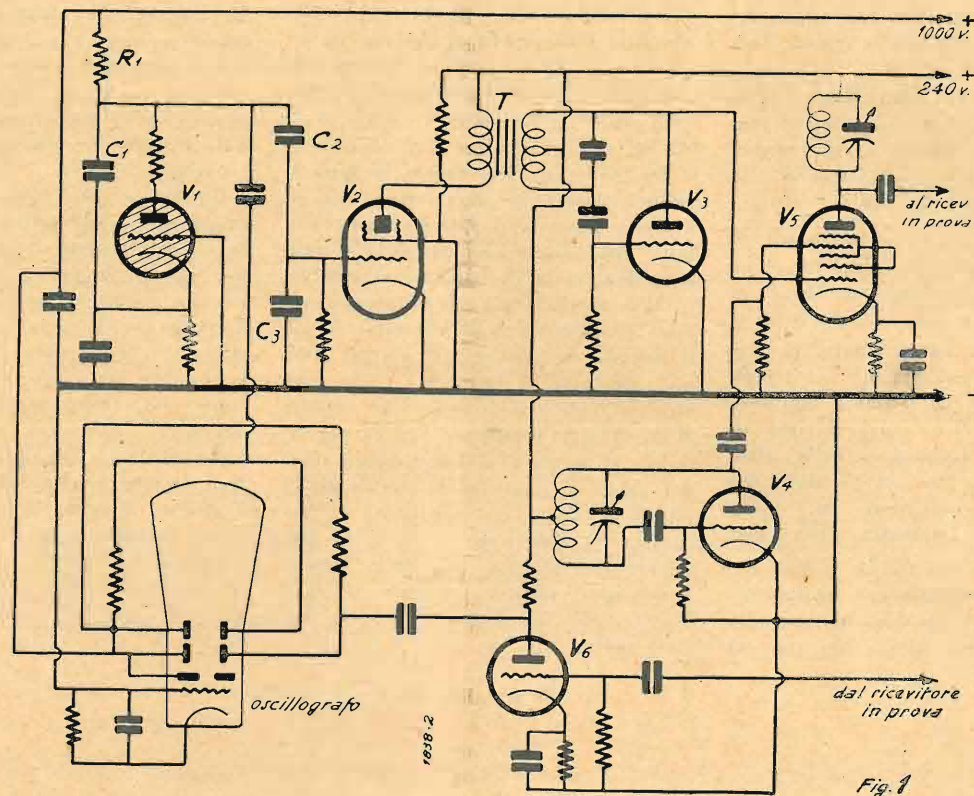 +
1000 v.
R1
+
240 v.
T
C1
C2
V1
V2
V3
V5
al ricev
in prova
C3
-
V4
V6
oscillografo
1838-2
dal ricevitore
in prova
Fig. 1